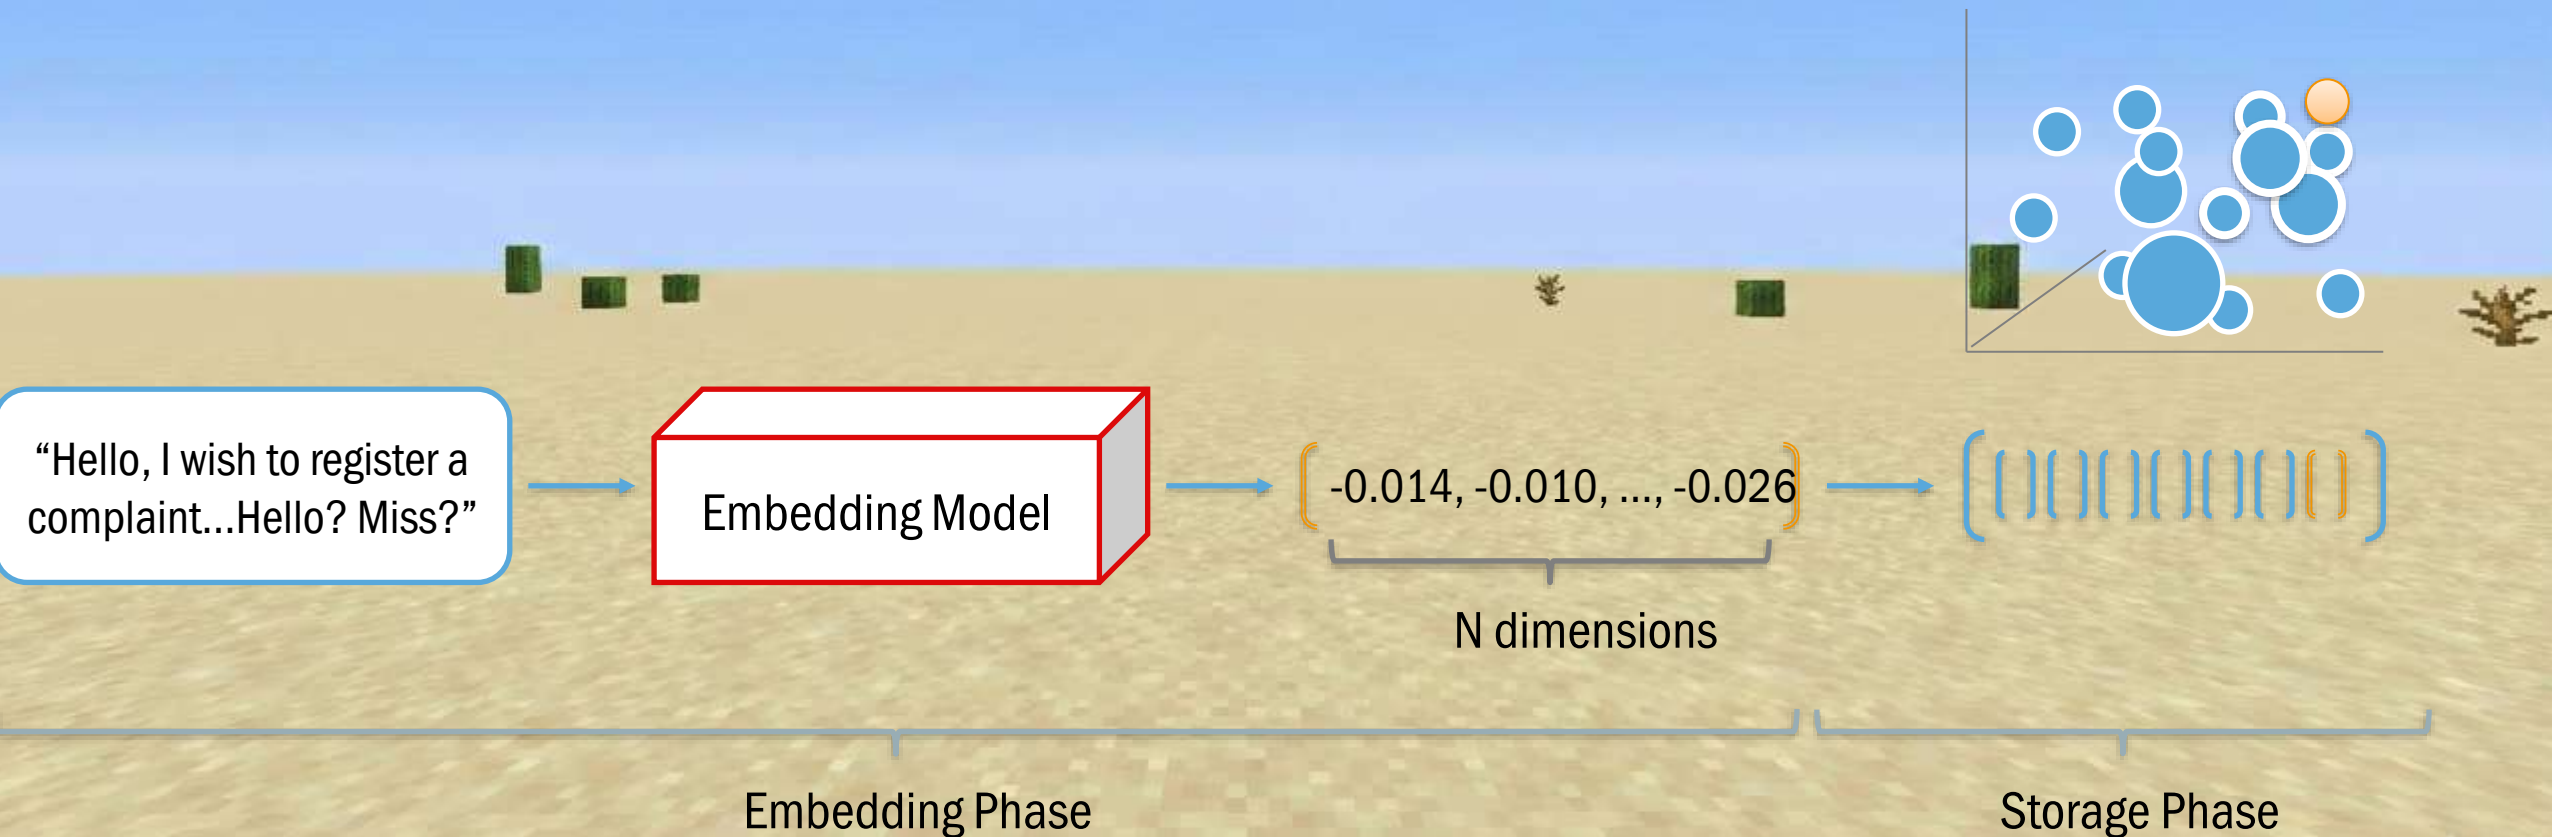 “Hello, I wish to register a
complaint...Hello? Miss?”
Embedding Model
-0.014, -0.010, ..., -0.026
N dimensions
Embedding Phase
Storage Phase